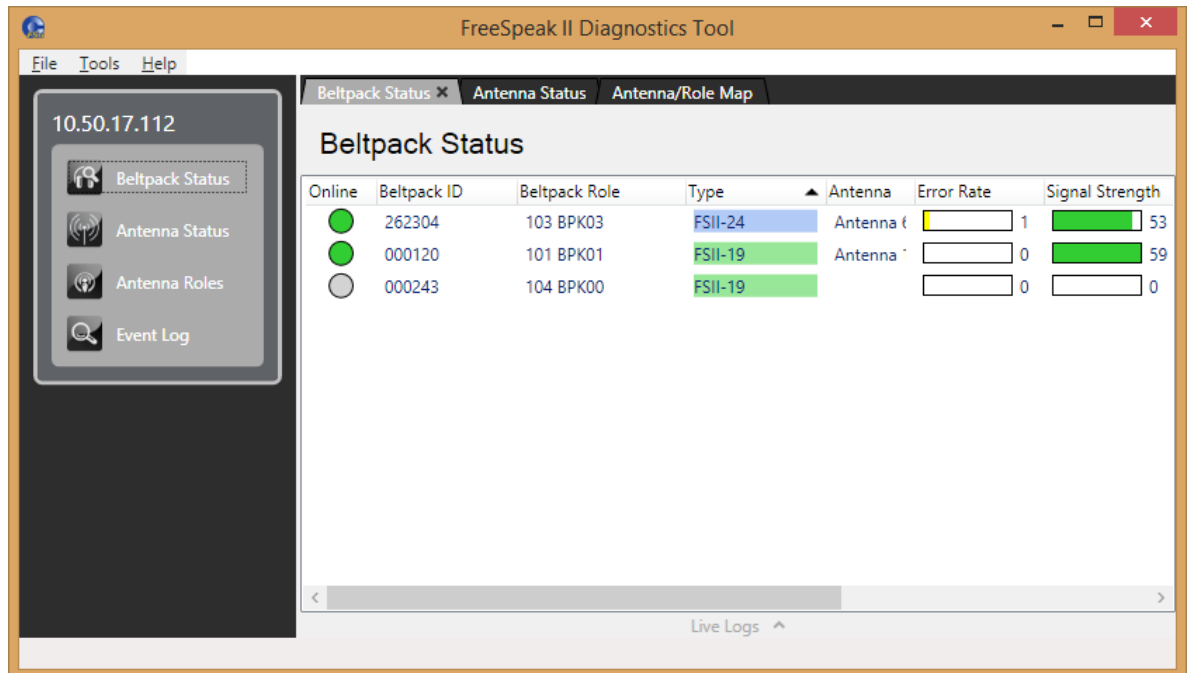 FreeSpeak II Diagnostics Tool
File Tools Help
Beltpack Status Antenna Status Antenna/Role Map
10.50.17.112
Beltpack Status
Antenna Status
Antenna Roles
Event Log
Beltpack Status
Online Beltpack ID Beltpack Role Type Antenna Error Rate Signal Strength
262304 103 BPK03 FSII-24 Antenna 1 53
000120 101 BPK01 FSII-19 Antenna 0 59
000243 104 BPK00 FSII-19 0 0
Live Logs